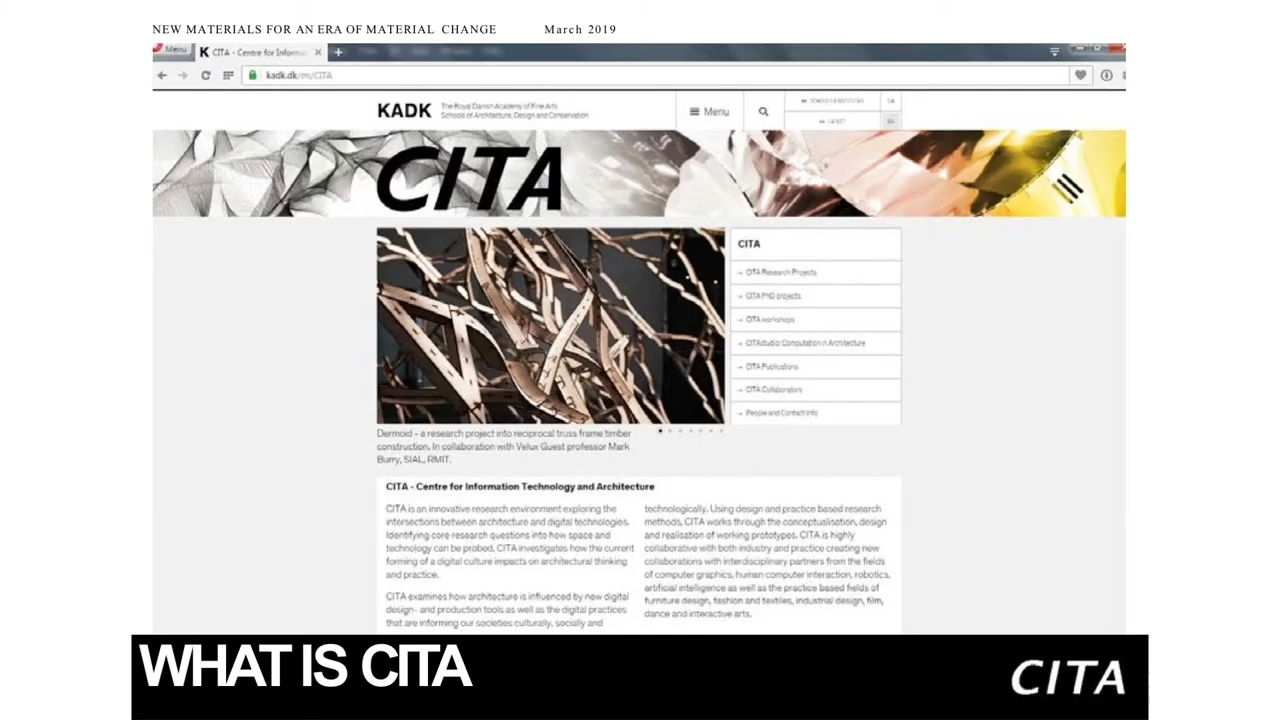 NEW MATERIALS FOR AN ERA OF MATERIAL CHANGE March 2019
Menu K CITA - Centre for Informa
kadk.dk/en/CITA
KADK The Royal Danish Academy of Fine Arts
Schools of Architecture, Design and Conservation
Menu
CITA
CITA
CITA Research Projects
CITA PhD projects
CITA workshops
CITAstudio: Computation in Architecture
CITA Publications
CITA Collaborators
People and Contact Info
Dermoid - a research project into reciprocal truss frame timber
construction. In collaboration with Velux Guest professor Mark
Burry, SIAL, RMIT.
CITA - Centre for Information Technology and Architecture
CITA is an innovative research environment exploring the
intersections between architecture and digital technologies.
Identifying core research questions into how space and
technology can be probed, CITA investigates how the current
forming of a digital culture impacts on architectural thinking
and practice.
CITA examines how architecture is influenced by new digital
design- and production tools as well as the digital practices
that are informing our societies culturally, socially and
technologically. Using design and practice based research
methods, CITA works through the conceptualisation, design
and realisation of working prototypes. CITA is highly
collaborative with both industry and practice creating new
collaborations with interdisciplinary partners from the fields
of computer graphics, human computer interaction, robotics,
artificial intelligence as well as the practice based fields of
furniture design, fashion and textiles, industrial design, film,
dance and interactive arts.
WHAT IS CITA
CITA